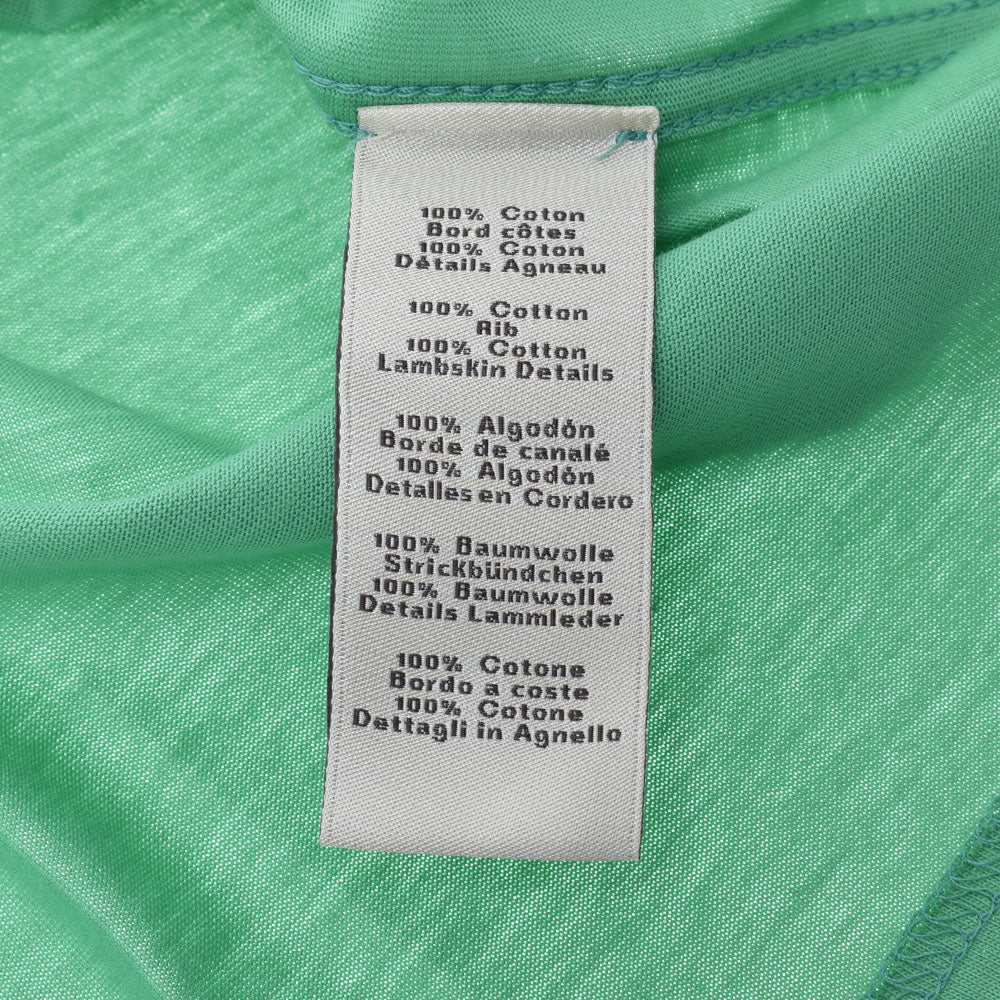 100% Coton
Bord côtes
100% Coton
Détails Agneau
100% Cotton
Rib
100% Cotton
Lambskin Details
100% Algodón
Borde de canalé
100% Algodón
Detalles en Cordero
100% Baumwolle
Strickbündchen
100% Baumwolle
Details Lammleder
100% Cotone
Bordo a coste
100% Cotone
Dettagli in Agnello